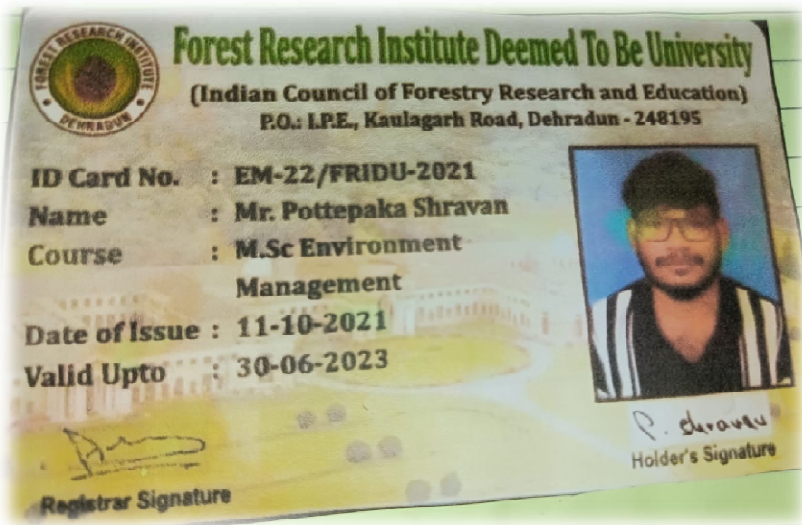 FOREST RESEARCH INSTITUTE
DEHRADUN
Forest Research Institute Deemed To Be University
(Indian Council of Forestry Research and Education)
P.O.: I.P.E., Kaulagarh Road, Dehradun - 248195
ID Card No. : EM-22/FRIDU-2021
Name : Mr. Pottepaka Shravan
Course : M.Sc Environment
Management
Date of Issue : 11-10-2021
Valid Upto : 30-06-2023
P. Shravan
Registrar Signature
Holder's Signature